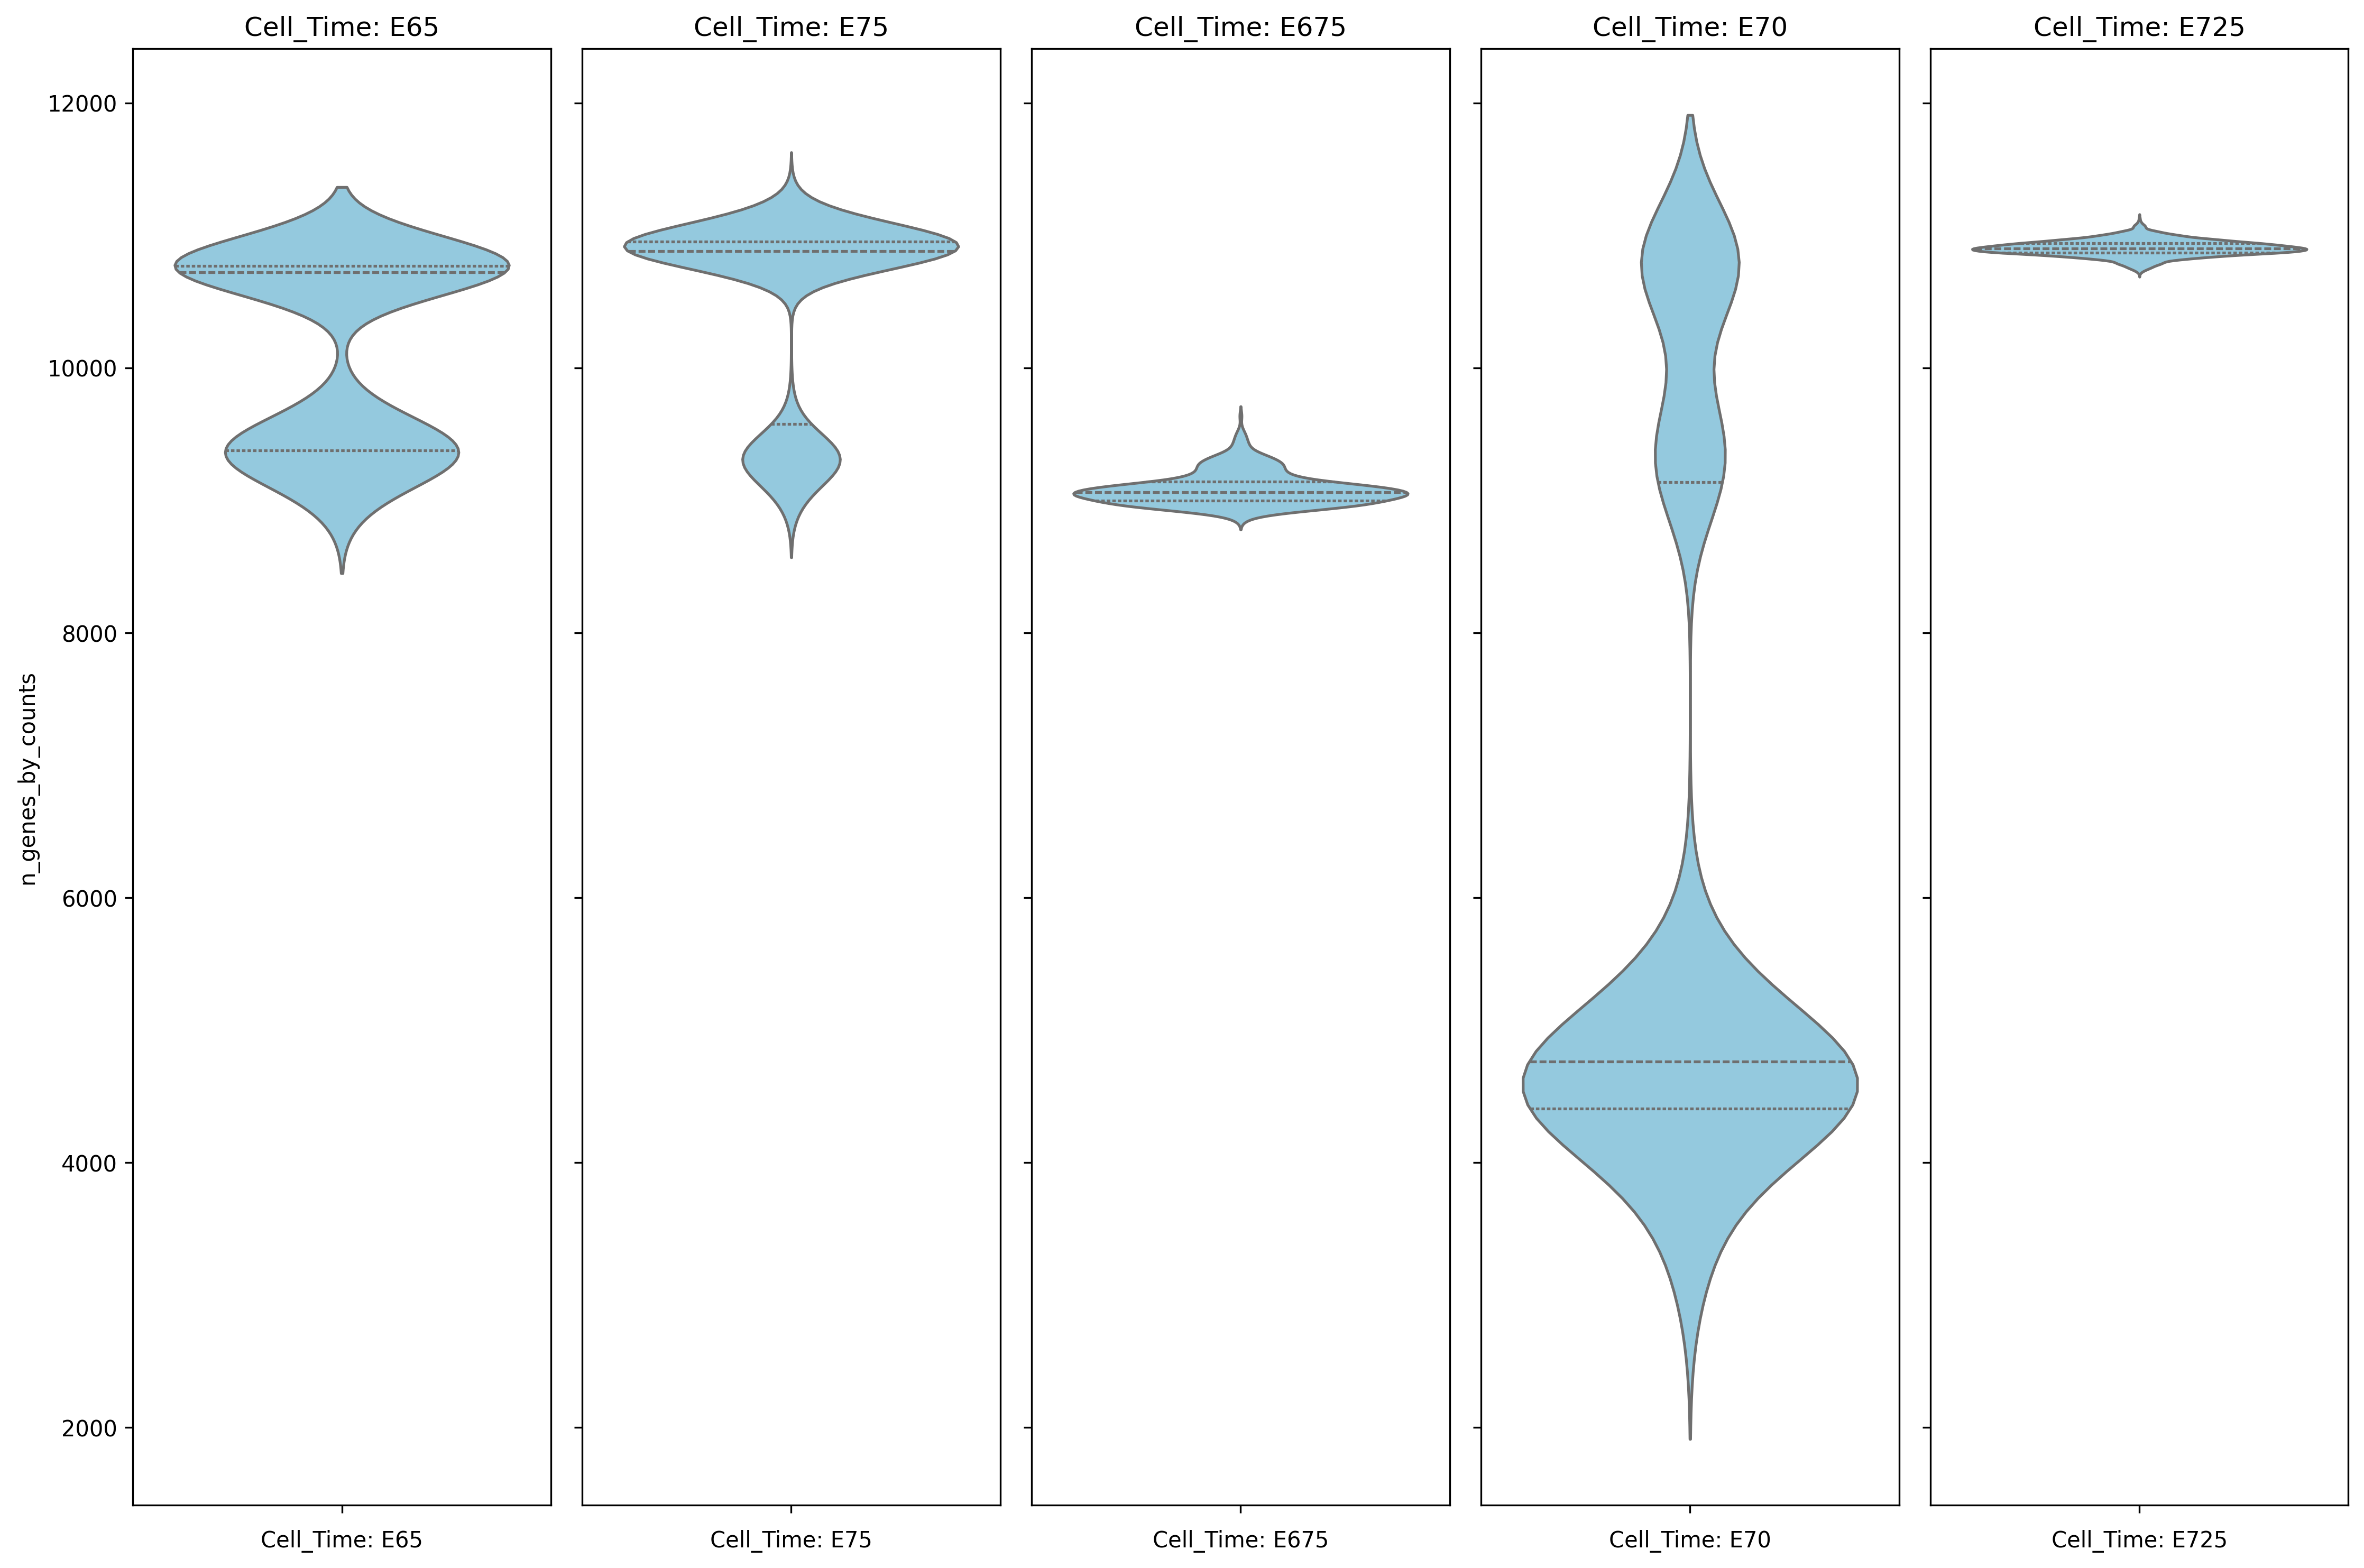 Cell_Time: E65
Cell_Time: E75
Cell_Time: E675
Cell_Time: E70
Cell_Time: E725
12000
10000
8000
6000
4000
2000
n_genes_by_counts
Cell_Time: E65
Cell_Time: E75
Cell_Time: E675
Cell_Time: E70
Cell_Time: E725